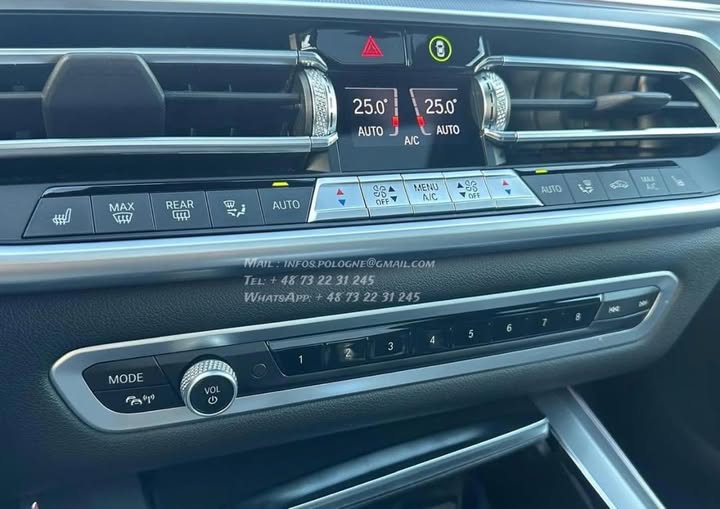 25.0°
25.0°
AUTO
AUTO
A/C
MAX
REAR
AUTO
OFF
MENU
A/C
OFF
AUTO
MAX
A/C
Mail : infos.pologne@gmail.com
Tel: + 48 73 22 31 245
WhatsApp: + 48 73 22 31 245
MODE
VOL
1 2 3 4 5 6 7 8